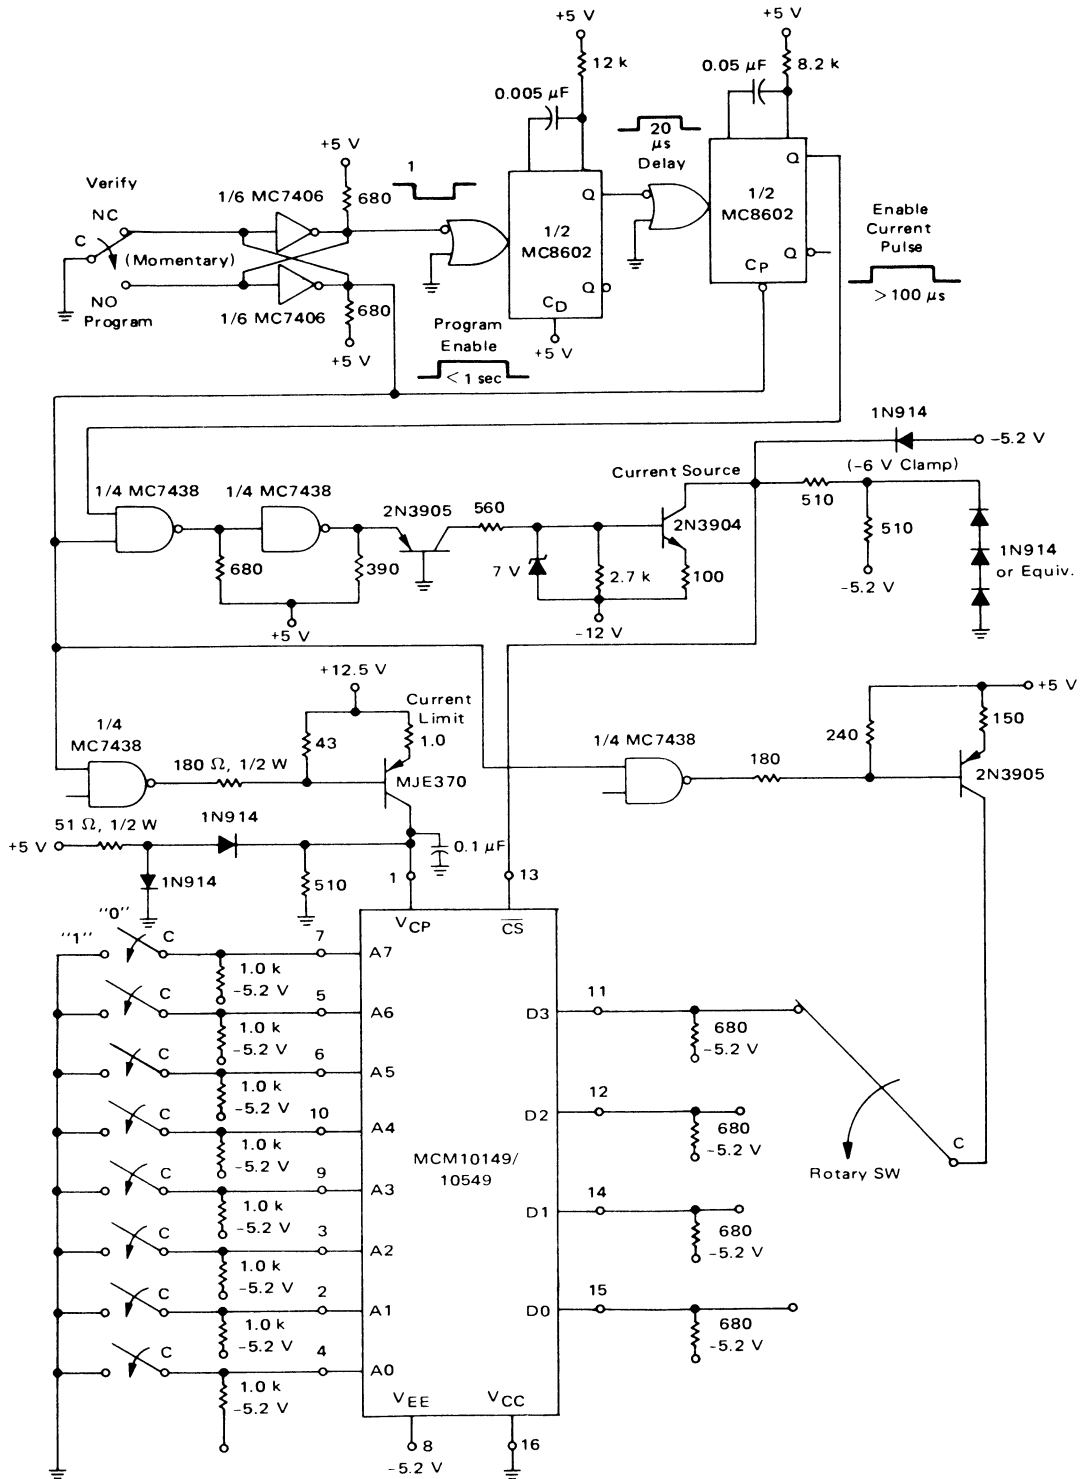 +5 V
+5 V
12 k
0.05 µF
8.2 k
0.005 µF
20
µs
Delay
+5 V
1
Verify
1/6 MC7406
680
Q
Q
NC
1/2
MC8602
1/2
MC8602
Enable
Current
Pulse
C
(Momentary)
Q
CP
NO
Program
Q
> 100 µs
1/6 MC7406
680
CD
Program
Enable
+5 V
+5 V
< 1 sec
1N914
-5.2 V
(-6 V Clamp)
Current Source
1/4 MC7438
1/4 MC7438
510
2N3905
560
2N3904
510
680
390
7 V
2.7 k
100
1N914
or Equiv.
-5.2 V
+5 V
-12 V
+12.5 V
Current
Limit
+5 V
1/4
MC7438
43
1.0
1/4 MC7438
240
150
180 Ω, 1/2 W
MJE370
180
2N3905
51 Ω, 1/2 W
1N914
+5 V
0.1 µF
1N914
510
1
13
"0"
VCP
CS
"1"
C
7
A7
1.0 k
-5.2 V
C
5
A6
11
D3
1.0 k
-5.2 V
680
-5.2 V
C
6
A5
1.0 k
-5.2 V
12
C
10
A4
D2
1.0 k
-5.2 V
680
-5.2 V
C
MCM10149/
10549
Rotary SW
C
9
A3
14
1.0 k
-5.2 V
D1
C
3
A2
680
-5.2 V
1.0 k
-5.2 V
C
2
A1
15
D0
1.0 k
-5.2 V
680
-5.2 V
C
4
A0
1.0 k
-5.2 V
VEE
VCC
8
16
-5.2 V